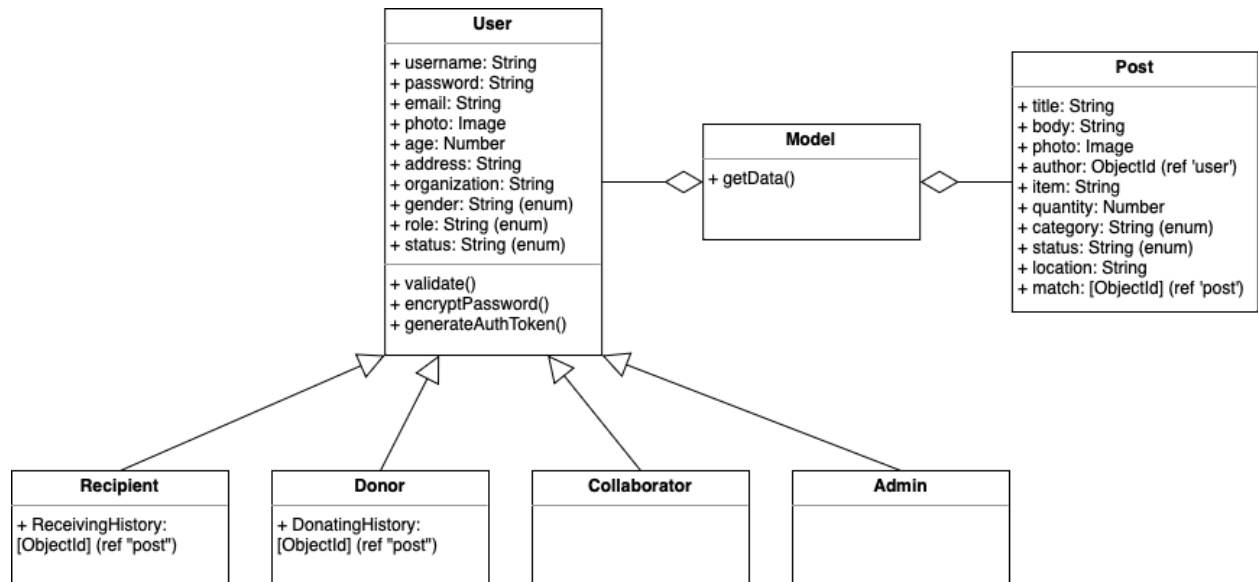 User
+ username: String
+ password: String
+ email: String
+ photo: Image
+ age: Number
+ address: String
+ organization: String
+ gender: String (enum)
+ role: String (enum)
+ status: String (enum)
+ validate()
+ encryptPassword()
+ generateAuthToken()
Model
+ getData()
Post
+ title: String
+ body: String
+ photo: Image
+ author: ObjectId (ref 'user')
+ item: String
+ quantity: Number
+ category: String (enum)
+ status: String (enum)
+ location: String
+ match: [ObjectId] (ref 'post')
Recipient
+ ReceivingHistory:
[ObjectId] (ref "post")
Donor
+ DonatingHistory:
[ObjectId] (ref "post")
Collaborator
Admin